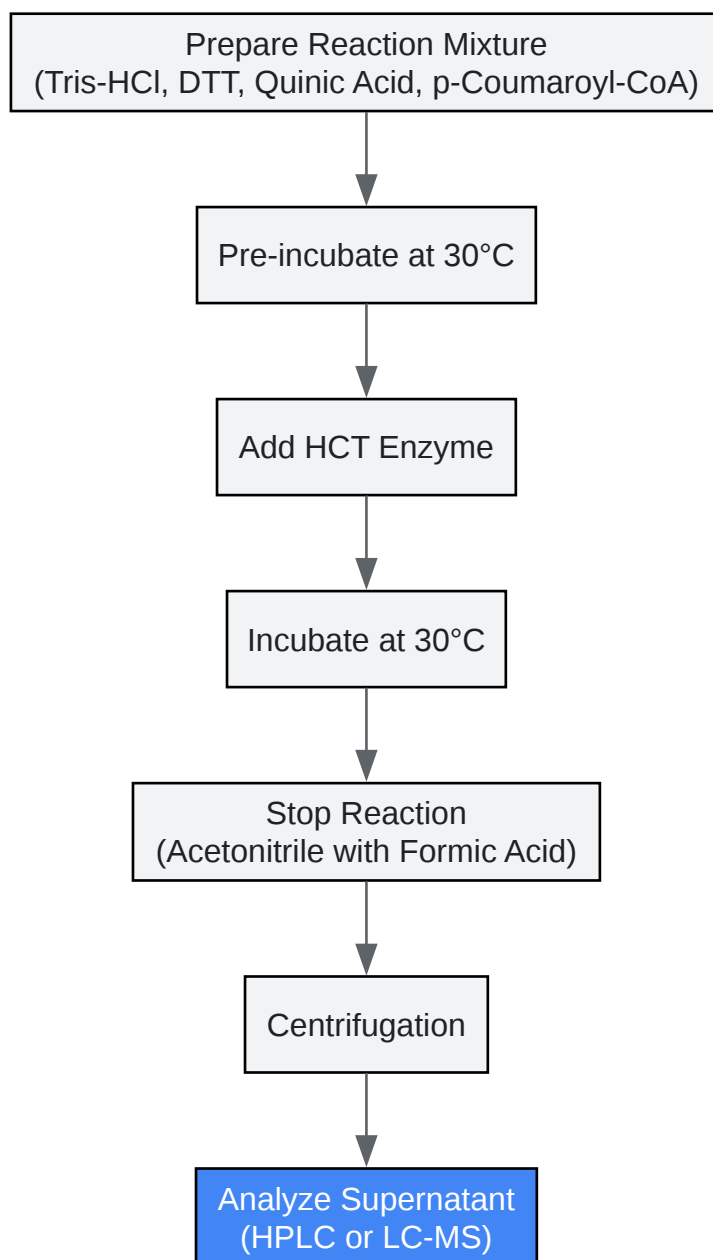 Prepare Reaction Mixture
(Tris-HCl, DTT, Quinic Acid, p-Coumaroyl-CoA)
Pre-incubate at 30°C
Add HCT Enzyme
Incubate at 30°C
Stop Reaction
(Acetonitrile with Formic Acid)
Centrifugation
Analyze Supernatant
(HPLC or LC-MS)